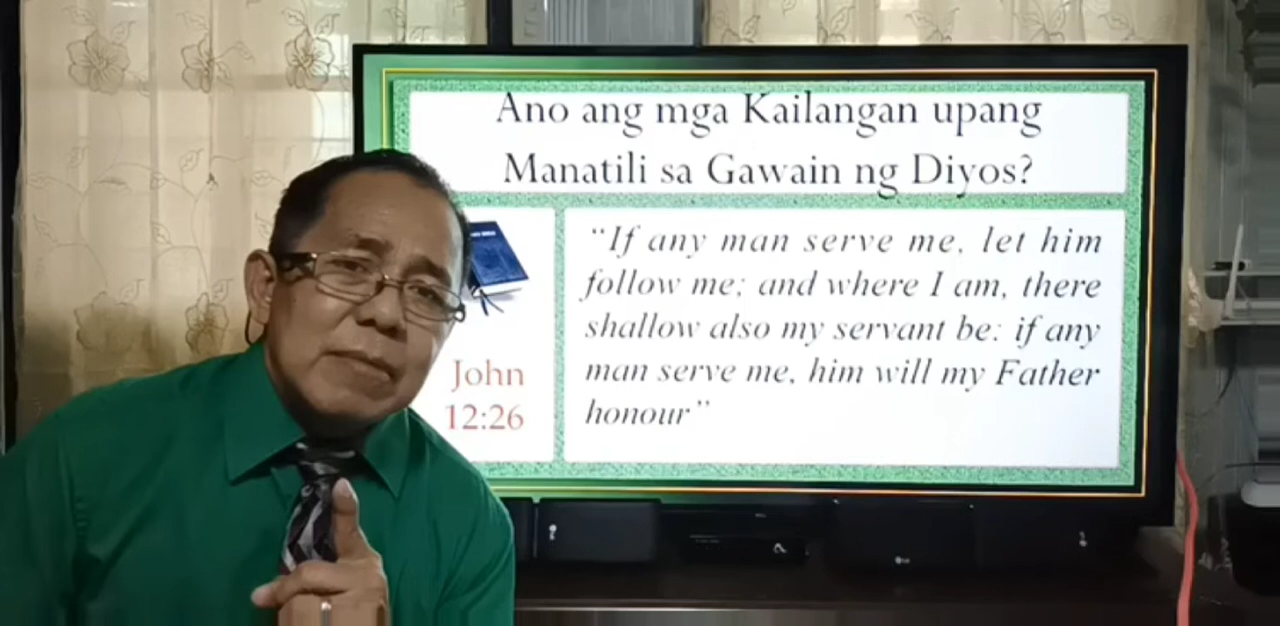 Ano ang mga Kailangan upang
Manatili sa Gawain ng Diyos?
John
12:26
"If any man serve me, let him
follow me; and where I am, there
shallow also my servant be: if any
man serve me, him will my Father
honour"